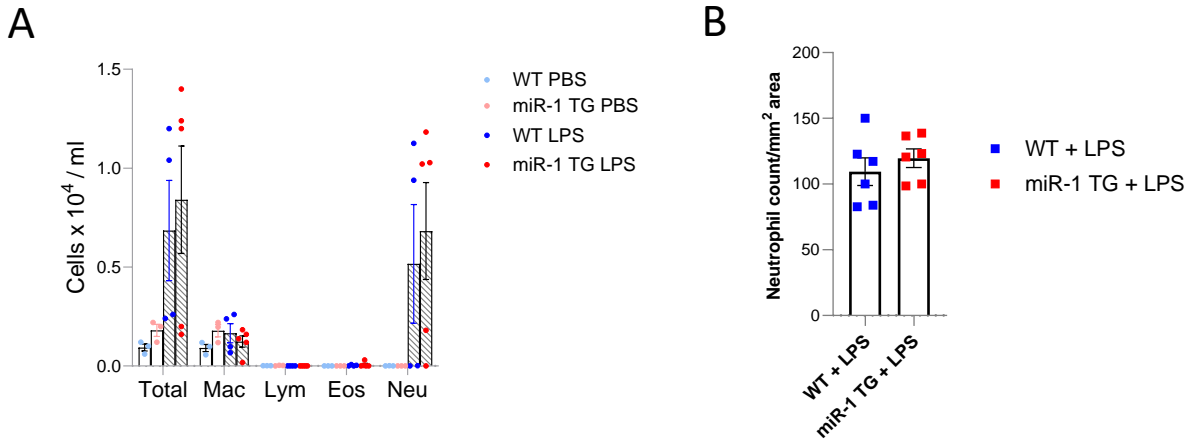 A
Cells x 10⁴ / ml
1.5
1.0
0.5
0.0
Total Mac Lym Eos Neu
WT PBS
miR-1 TG PBS
WT LPS
miR-1 TG LPS
B
Neutrophil count/mm² area
200
150
100
50
0
WT + LPS
miR-1 TG + LPS
WT + LPS
miR-1 TG + LPS